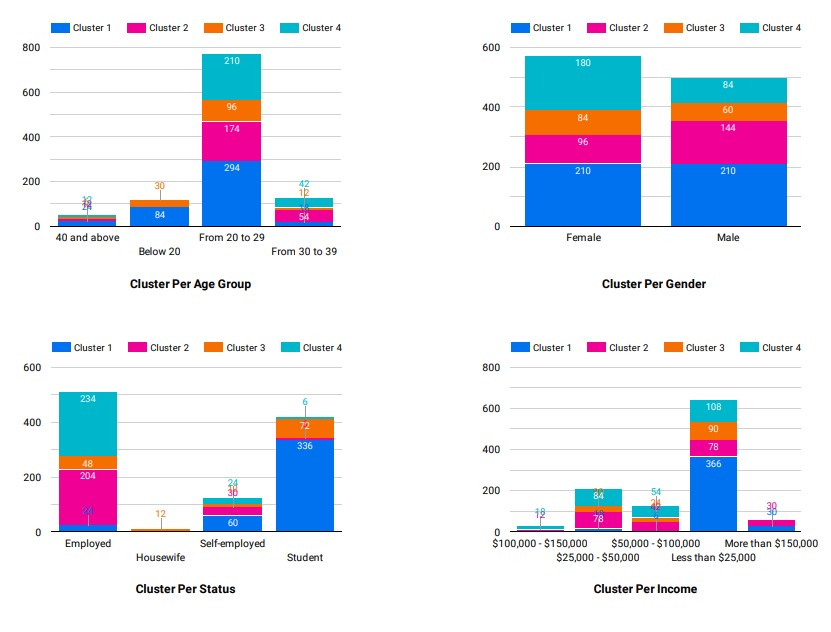 Cluster 1 Cluster 2 Cluster 3 Cluster 4
800
600
400
200
0
210
96
174
294
30
84
42
12
54
40 and above
Below 20
From 20 to 29
From 30 to 39
Cluster Per Age Group
Cluster 1 Cluster 2 Cluster 3 Cluster 4
600
400
200
0
180
84
96
210
84
60
144
210
Female
Male
Cluster Per Gender
Cluster 1 Cluster 2 Cluster 3 Cluster 4
600
400
200
0
234
48
204
12
24
30
60
6
72
336
Employed
Housewife
Self-employed
Student
Cluster Per Status
Cluster 1 Cluster 2 Cluster 3 Cluster 4
800
600
400
200
0
18
12
84
78
54
108
90
78
366
30
30
$100,000 - $150,000
$25,000 - $50,000
$50,000 - $100,000
Less than $25,000
More than $150,000
Cluster Per Income